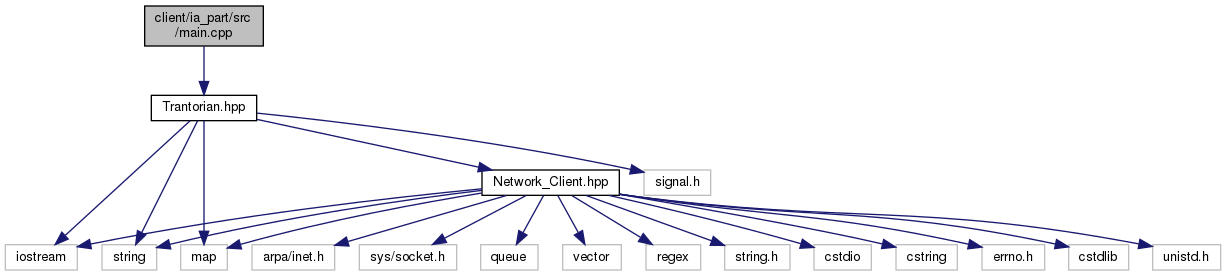 client/ia_part/src
/main.cpp
Trantorian.hpp
Network_Client.hpp
signal.h
iostream
string
map
arpa/inet.h
sys/socket.h
queue
vector
regex
string.h
cstdio
cstring
errno.h
cstdlib
unistd.h